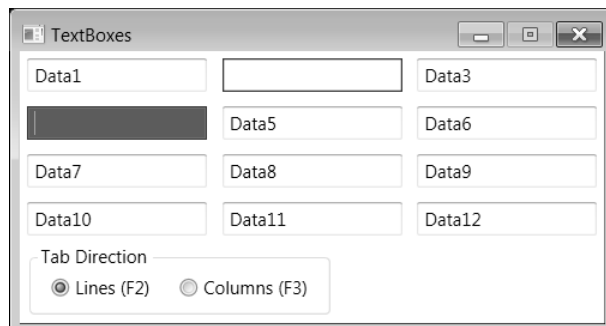 TextBoxes
Data1 Data3
Data5 Data6
Data7 Data8 Data9
Data10 Data11 Data12
Tab Direction
Lines (F2) Columns (F3)